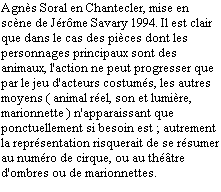 Agnès Soral en Chantecler, mise en
scène de Jérôme Savary 1994. Il est clair
que dans le cas des pièces dont les
personnages principaux sont des
animaux, l'action ne peut progresser que
par le jeu d'acteurs costumés, les autres
moyens ( animal réel, son et lumière,
marionnette ) n'apparaissant que
ponctuellement si besoin est ; autrement
la représentation risquerait de se résumer
au numéro de cirque, ou au théâtre
d'ombres ou de marionnettes.